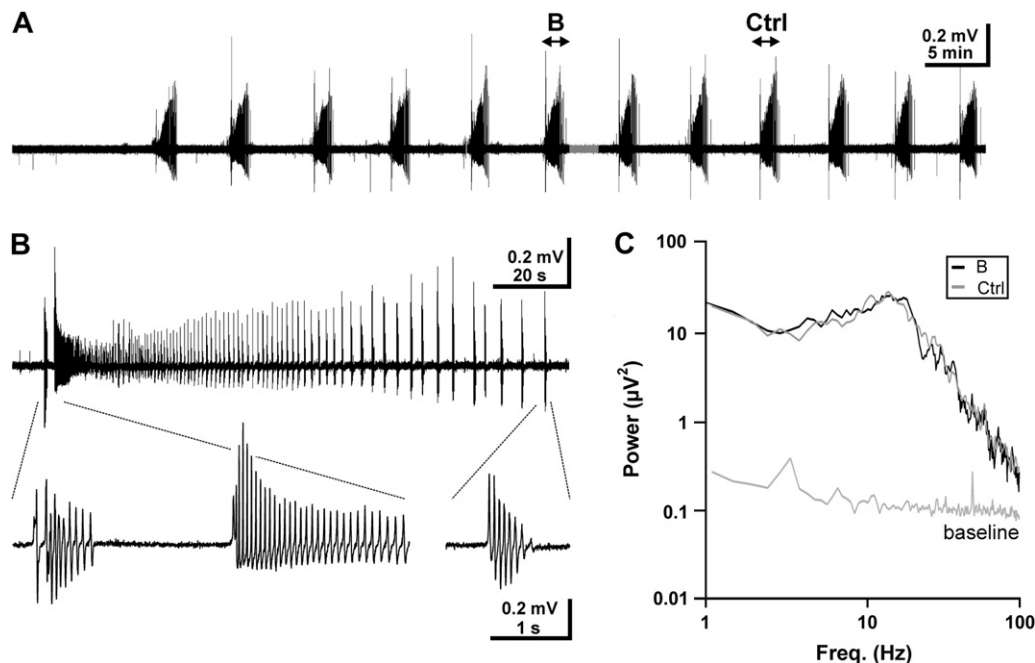 A
B
Ctrl
0.2 mV
5 min
B
0.2 mV
20 s
0.2 mV
1 s
C
100
10
1
0.1
0.01
Power (µV²)
B
Ctrl
baseline
1
10
100
Freq. (Hz)